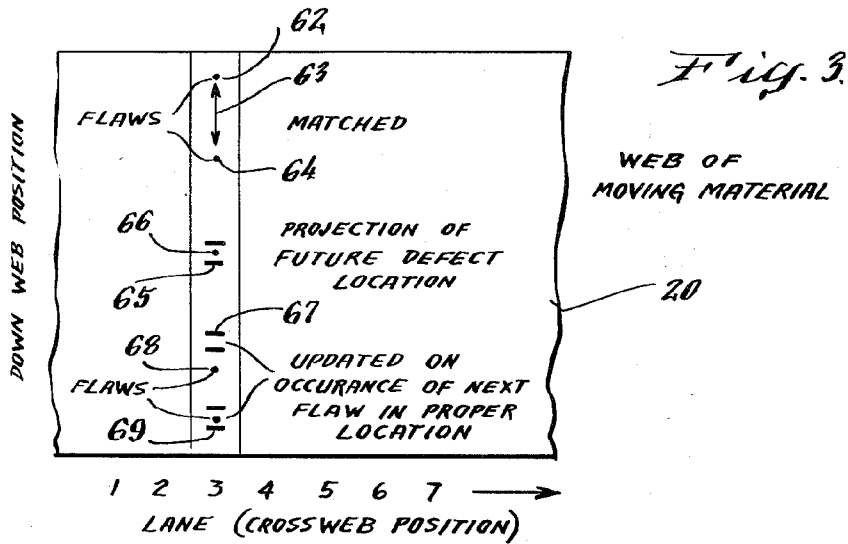 Fig. 3.
62
63
FLAWS
MATCHED
64
WEB OF
MOVING MATERIAL
DOWN WEB POSITION
66
65
PROJECTION OF
FUTURE DEFECT
LOCATION
20
67
68
FLAWS
UPDATED ON
OCCURANCE OF NEXT
FLAW IN PROPER
LOCATION
69
1 2 3 4 5 6 7
LANE (CROSSWEB POSITION)